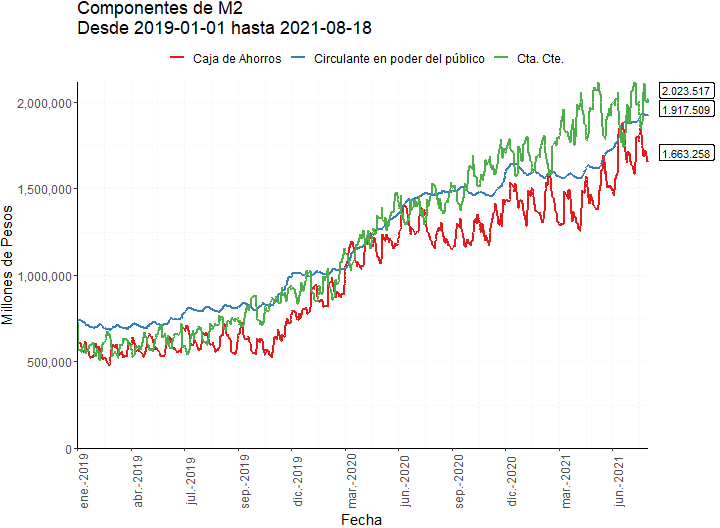 Componentes de M2
Desde 2019-01-01 hasta 2021-08-18
Caja de Ahorros Circulante en poder del público Cta. Cte.
Millones de Pesos
2,000,000
1,500,000
1,000,000
500,000
0
2.023.517
1.917.509
1.663.258
ene.-2019
abr.-2019
jul.-2019
sep.-2019
dic.-2019
mar.-2020
jun.-2020
sep.-2020
dic.-2020
mar.-2021
jun.-2021
Fecha